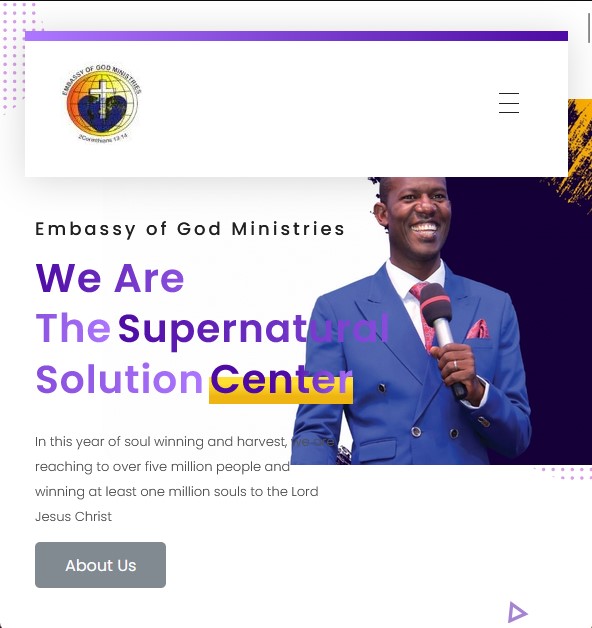 EMBASSY OF GOD MINISTRIES
2Corinthians 13:14
Embassy of God Ministries
We Are
The Supernatural
Solution Center
In this year of soul winning and harvest, we are
reaching to over five million people and
winning at least one million souls to the Lord
Jesus Christ
About Us